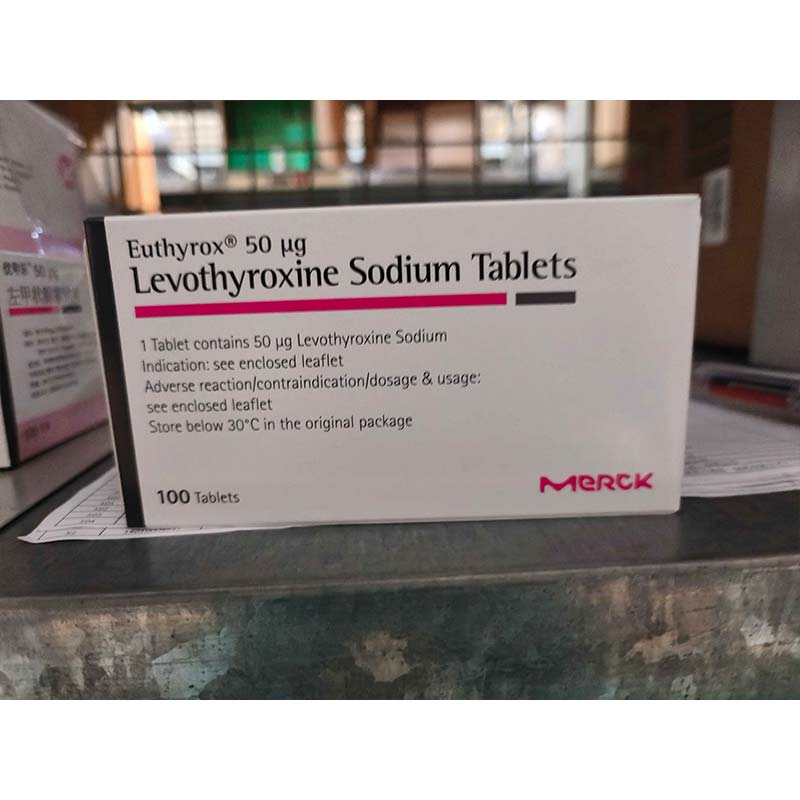 Euthyrox® 50 µg
Levothyroxine Sodium Tablets
1 Tablet contains 50 µg Levothyroxine Sodium
Indication: see enclosed leaflet
Adverse reaction/contraindication/dosage & usage:
see enclosed leaflet
Store below 30°C in the original package
100 Tablets
MERCK